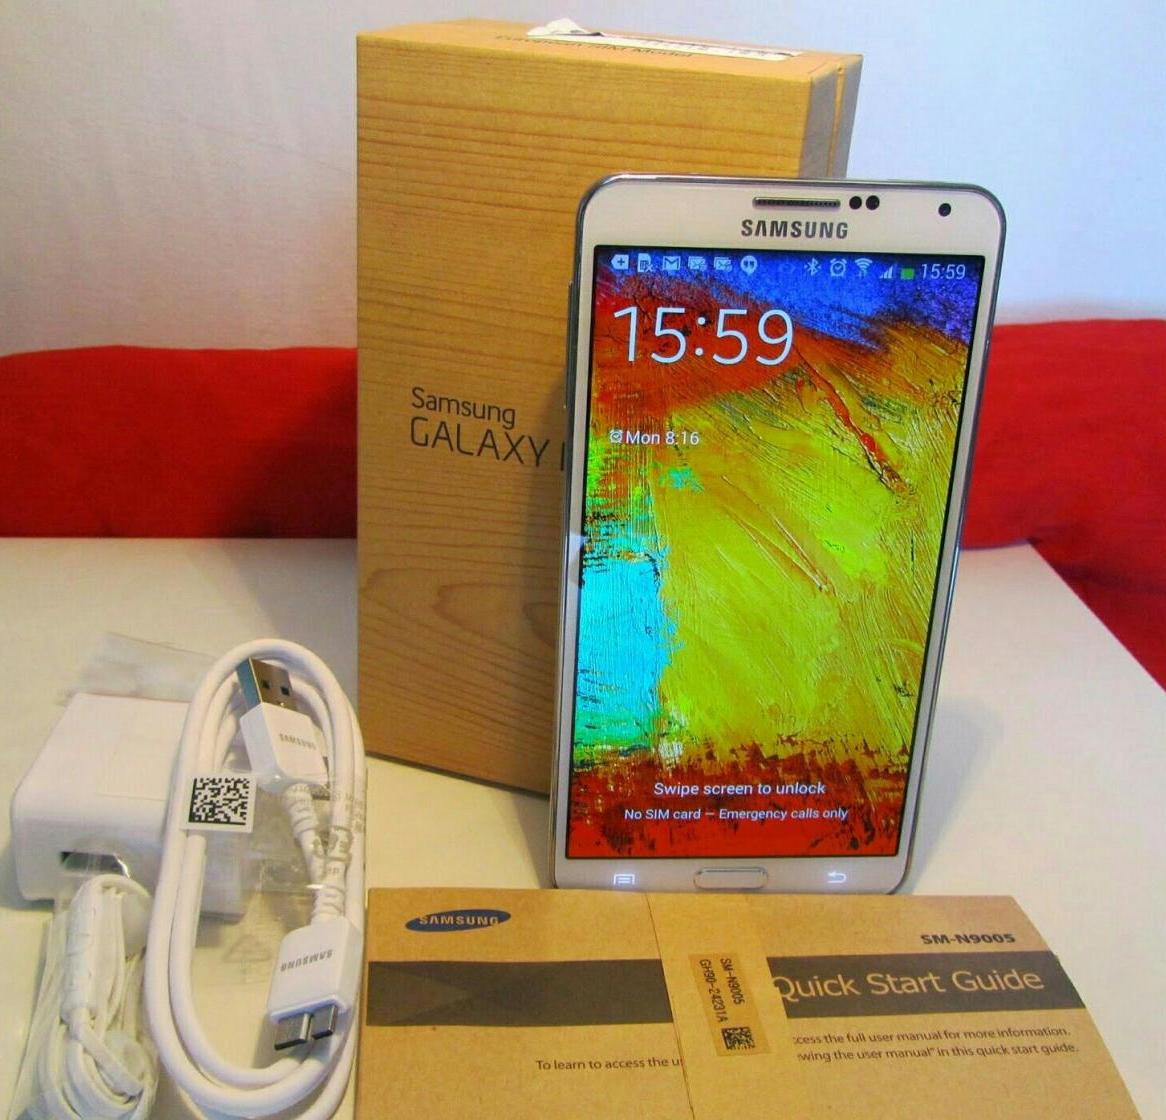 Samsung
GALAXY
SAMSUNG
15:59
15:59
Mon 8:16
Swipe screen to unlock
No SIM card — Emergency calls only
SAMSUNG
SAMSUNG
SAMSUNG
SM-N9005
Quick Start Guide
SM-N9005
GH90-24231A
To learn to access the
cess the full user manual for more information.
wing the user manual" in this quick start guide.